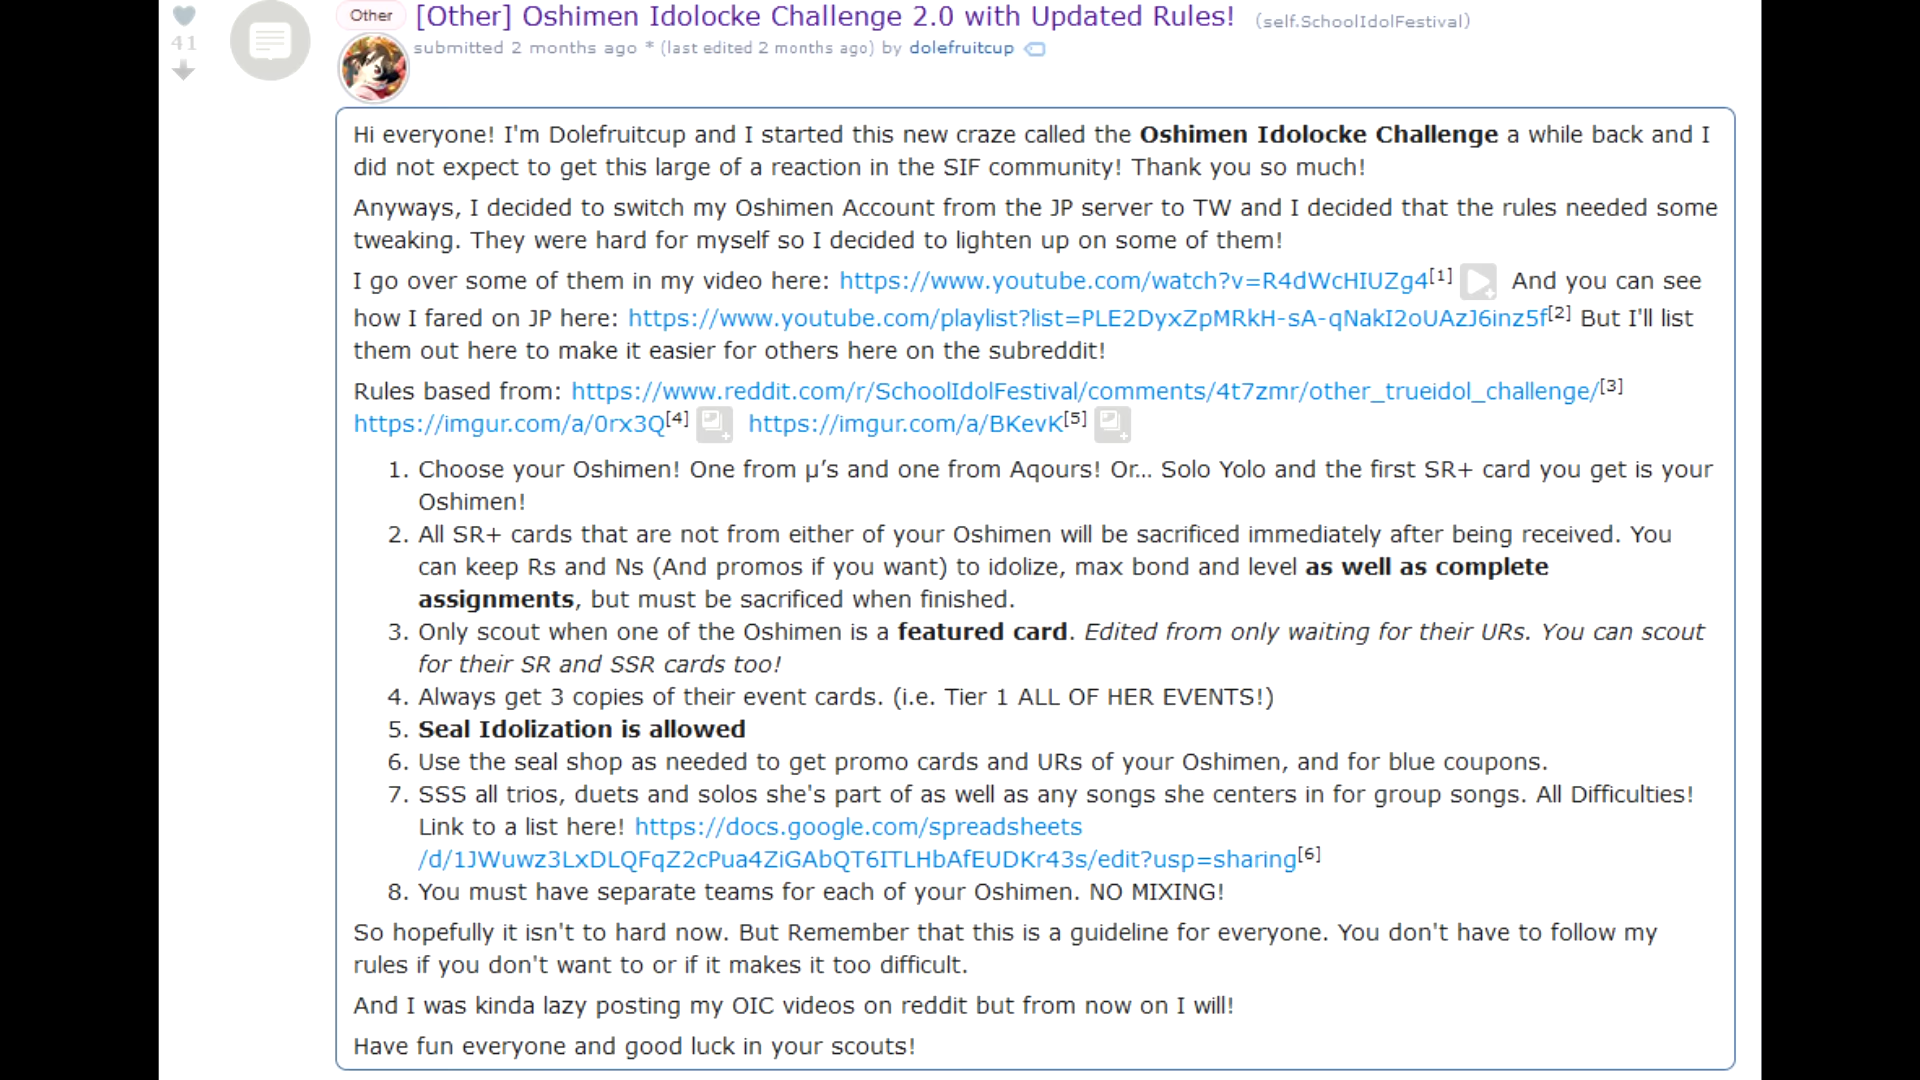 Other [Other] Oshimen Idolocke Challenge 2.0 with Updated Rules! (self.SchoolIdolFestival)
41
submitted 2 months ago * (last edited 2 months ago) by dolefruitcup
Hi everyone! I'm Dolefruitcup and I started this new craze called the Oshimen Idolocke Challenge a while back and I
did not expect to get this large of a reaction in the SIF community! Thank you so much!
Anyways, I decided to switch my Oshimen Account from the JP server to TW and I decided that the rules needed some
tweaking. They were hard for myself so I decided to lighten up on some of them!
I go over some of them in my video here: https://www.youtube.com/watch?v=R4dWcHIUZg4[1] And you can see
how I fared on JP here: https://www.youtube.com/playlist?list=PLE2DyxZpMRkH-sA-qNakI2oUAzJ6inz5f[2] But I'll list
them out here to make it easier for others here on the subreddit!
Rules based from: https://www.reddit.com/r/SchoolIdolFestival/comments/4t7zmr/other_trueidol_challenge/[3]
https://imgur.com/a/0rx3Q[4] https://imgur.com/a/BKevK[5]
1. Choose your Oshimen! One from μ's and one from Aqours! Or... Solo Yolo and the first SR+ card you get is your
Oshimen!
2. All SR+ cards that are not from either of your Oshimen will be sacrificed immediately after being received. You
can keep Rs and Ns (And promos if you want) to idolize, max bond and level as well as complete
assignments, but must be sacrificed when finished.
3. Only scout when one of the Oshimen is a featured card. Edited from only waiting for their URs. You can scout
for their SR and SSR cards too!
4. Always get 3 copies of their event cards. (i.e. Tier 1 ALL OF HER EVENTS!)
5. Seal Idolization is allowed
6. Use the seal shop as needed to get promo cards and URs of your Oshimen, and for blue coupons.
7. SSS all trios, duets and solos she's part of as well as any songs she centers in for group songs. All Difficulties!
Link to a list here! https://docs.google.com/spreadsheets
/d/1JWuwz3LxDLQFqZ2cPua4ZiGAbQT6ITLHbAfEUDKr43s/edit?usp=sharing[6]
8. You must have separate teams for each of your Oshimen. NO MIXING!
So hopefully it isn't to hard now. But Remember that this is a guideline for everyone. You don't have to follow my
rules if you don't want to or if it makes it too difficult.
And I was kinda lazy posting my OIC videos on reddit but from now on I will!
Have fun everyone and good luck in your scouts!